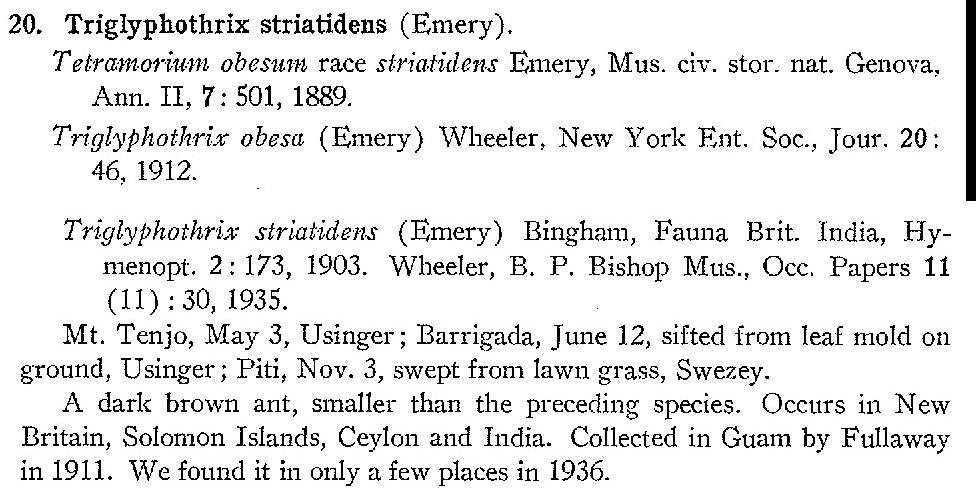 20. Triglyphothrix striatidens (Emery).
Tetramorium obesum race striatidens Emery, Mus. civ. stor. nat. Genova,
Ann. II, 7: 501, 1889.
Triglyphothrix obesa (Emery) Wheeler, New York Ent. Soc., Jour. 20:
46, 1912.
Triglyphothrix striatidens (Emery) Bingham, Fauna Brit. India, Hy-
menopt. 2: 173, 1903. Wheeler, B. P. Bishop Mus., Occ. Papers 11
(11) : 30, 1935.
Mt. Tenjo, May 3, Usinger; Barrigada, June 12, sifted from leaf mold on
ground, Usinger; Piti, Nov. 3, swept from lawn grass, Swezey.
A dark brown ant, smaller than the preceding species. Occurs in New
Britain, Solomon Islands, Ceylon and India. Collected in Guam by Fullaway
in 1911. We found it in only a few places in 1936.